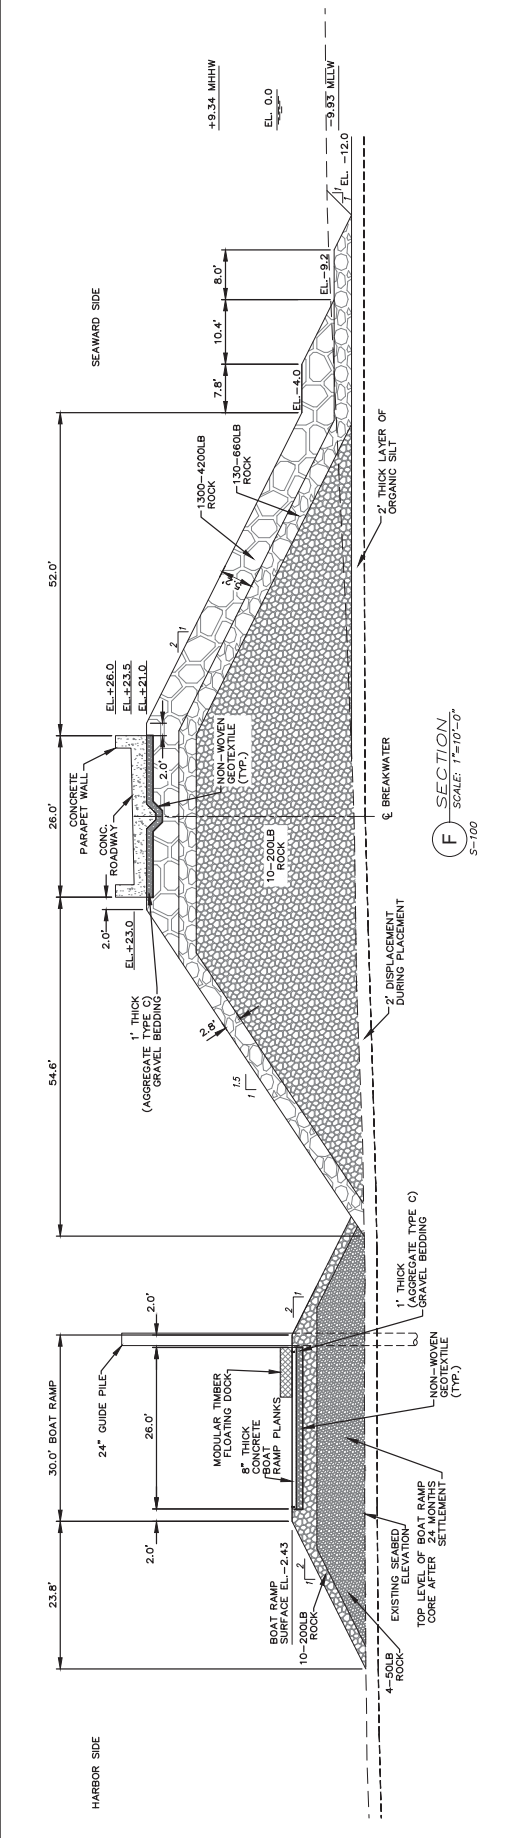 HARBOR SIDE
SEAWARD SIDE
23.8'
30.0' BOAT RAMP
54.6'
26.0'
52.0'
7.8'
10.4'
8.0'
+9.34 MHHW
EL. 0.0
-9.93 MLLW
EL. -12.0
1
1
EL.-9.2
EL.-4.0
24" GUIDE PILE
2.0'
26.0'
2.0'
MODULAR TIMBER
FLOATING DOCK
8" THICK
CONCRETE
BOAT
RAMP PLANKS
BOAT RAMP
SURFACE EL.-2.43
10-200LB
ROCK
2
1
2
1
1' THICK
(AGGREGATE TYPE C)
GRAVEL BEDDING
NON-WOVEN
GEOTEXTILE
(TYP.)
EXISTING SEABED
ELEVATION
TOP LEVEL OF BOAT RAMP
CORE AFTER 24 MONTHS
SETTLEMENT
4-50LB
ROCK
1' THICK
(AGGREGATE TYPE C)
GRAVEL BEDDING
2.0'
EL.+23.0
CONC.
ROADWAY
CONCRETE
PARAPET WALL
EL.+26.0
EL.+23.5
EL.+21.0
2.0'
NON-WOVEN
GEOTEXTILE
(TYP.)
2.8'
1.5
1
2
1
1300-4200LB
ROCK
130-660LB
ROCK
10-200LB
ROCK
2' DISPLACEMENT
DURING PLACEMENT
℄ BREAKWATER
2' THICK LAYER OF
ORGANIC SILT
F
SECTION
SCALE: 1"=10'-0"
S-100